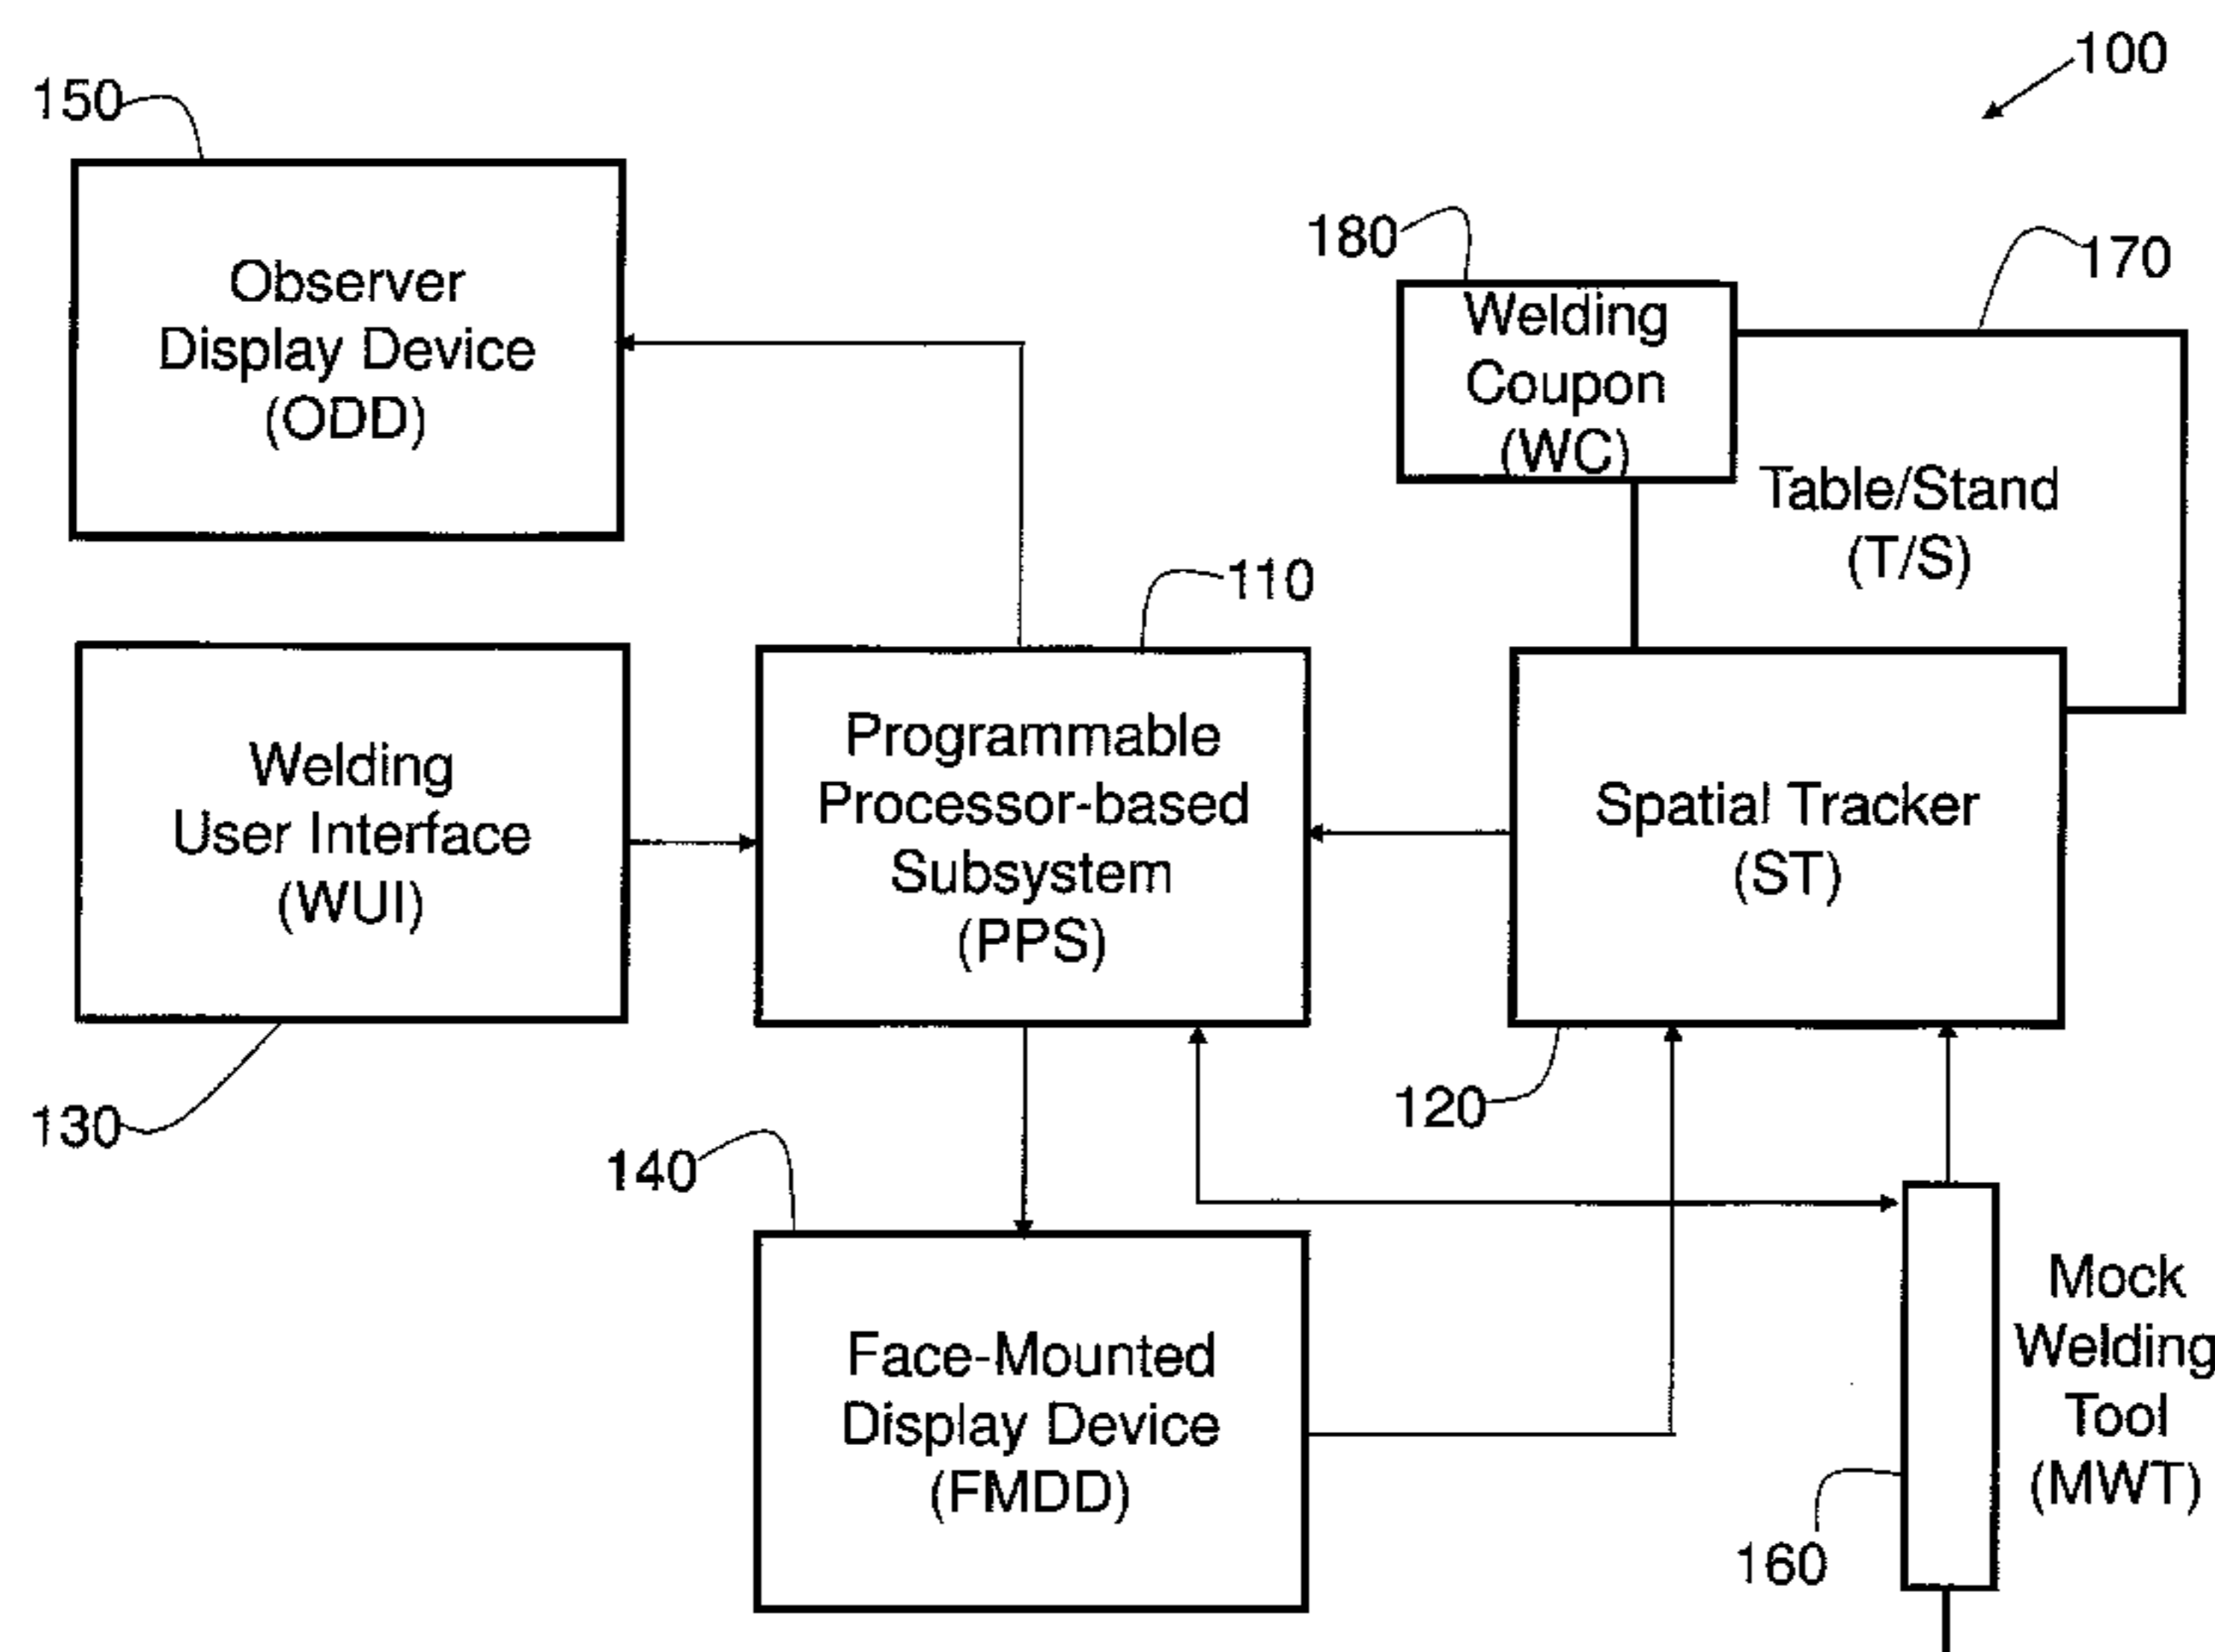 100
150
Observer
Display Device
(ODD)
180
Welding
Coupon
(WC)
170
Table/Stand
(T/S)
110
Welding
User Interface
(WUI)
130
Programmable
Processor-based
Subsystem
(PPS)
Spatial Tracker
(ST)
120
140
Face-Mounted
Display Device
(FMDD)
Mock
Welding
Tool
(MWT)
160